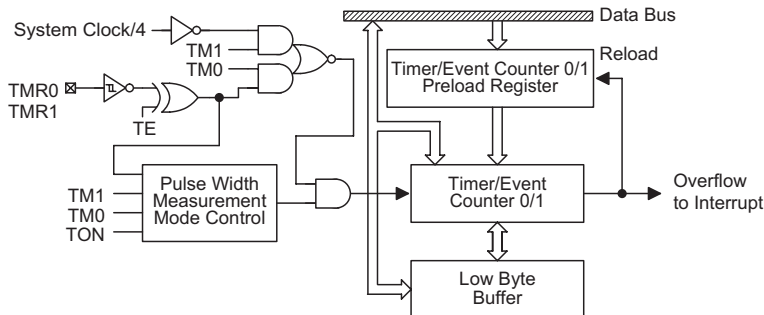 Data Bus
System Clock/4
TM1
TM0
TMR0
TMR1
TE
Timer/Event Counter 0/1
Preload Register
Reload
TM1
TM0
TON
Pulse Width
Measurement
Mode Control
Timer/Event
Counter 0/1
Overflow
to Interrupt
Low Byte
Buffer